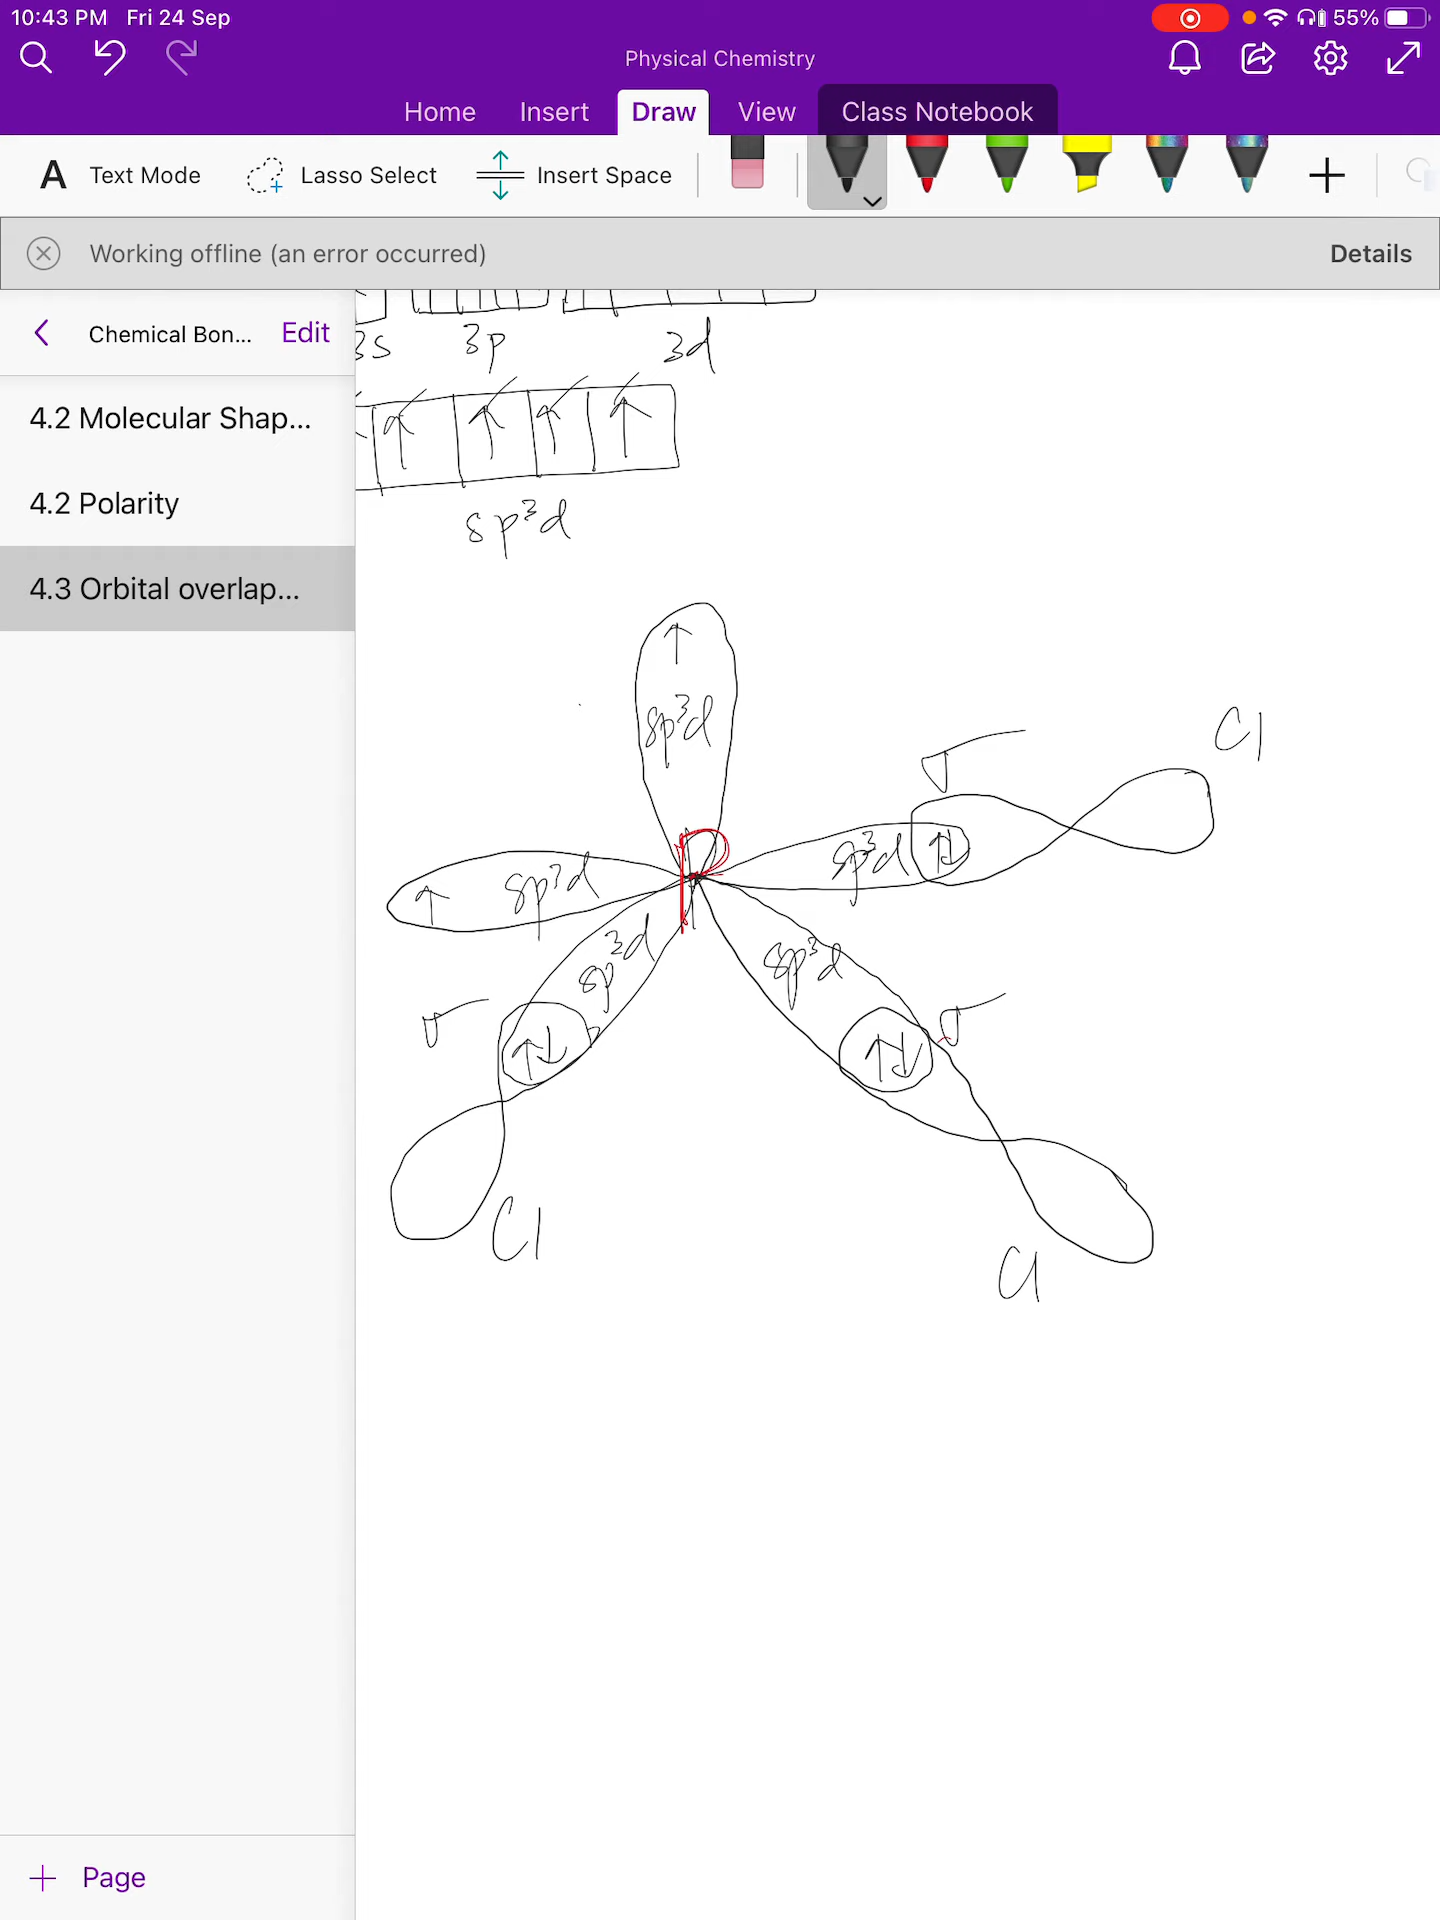 10:43 PM Fri 24 Sep
55%
Physical Chemistry
Home Insert Draw View Class Notebook
A Text Mode Lasso Select Insert Space
Working offline (an error occurred) Details
Chemical Bon... Edit
4.2 Molecular Shap...
4.2 Polarity
4.3 Orbital overlap...
3s 3p 3d
↑ ↑ ↑ ↑
sp³d
↑
sp³d
Cl
σ
P
sp³d ↑↓
↑ sp³d
sp³d
sp³d
σ
σ
↑↓
↑↓
Cl
Cl
+ Page